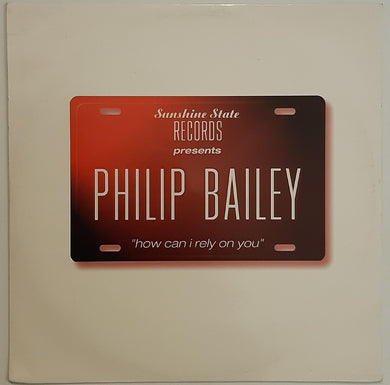 Sunshine State
RECORDS
presents
PHILIP BAILEY
"how can i rely on you"